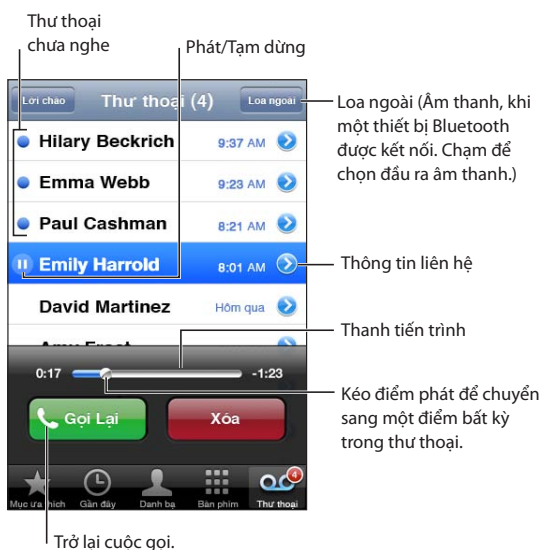 Thư thoại
chưa nghe
Phát/Tạm dừng
Lời chào
Thư thoại (4)
Loa ngoài
Loa ngoài (Âm thanh, khi
một thiết bị Bluetooth
được kết nối. Chạm để
chọn đầu ra âm thanh.)
Hilary Beckrich
9:37 AM
Emma Webb
9:23 AM
Paul Cashman
8:21 AM
Emily Harrold
8:01 AM
Thông tin liên hệ
David Martinez
Hôm qua
Thanh tiến trình
0:17
-1:23
Kéo điểm phát để chuyển
sang một điểm bất kỳ
trong thư thoại.
Gọi Lại
Xóa
4
Mục ưa thích
Gần đây
Danh bạ
Bàn phím
Thư thoại
Trở lại cuộc gọi.